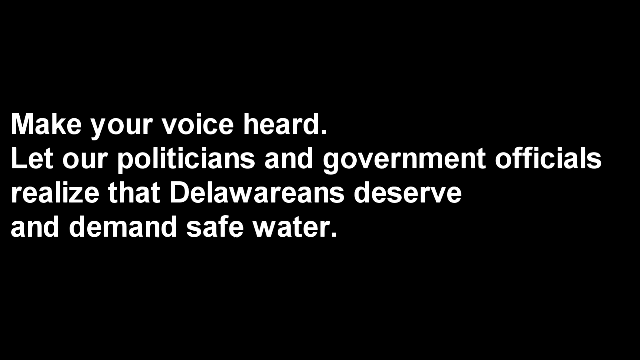 Make your voice heard.
Let our politicians and government officials
realize that Delawareans deserve
and demand safe water.